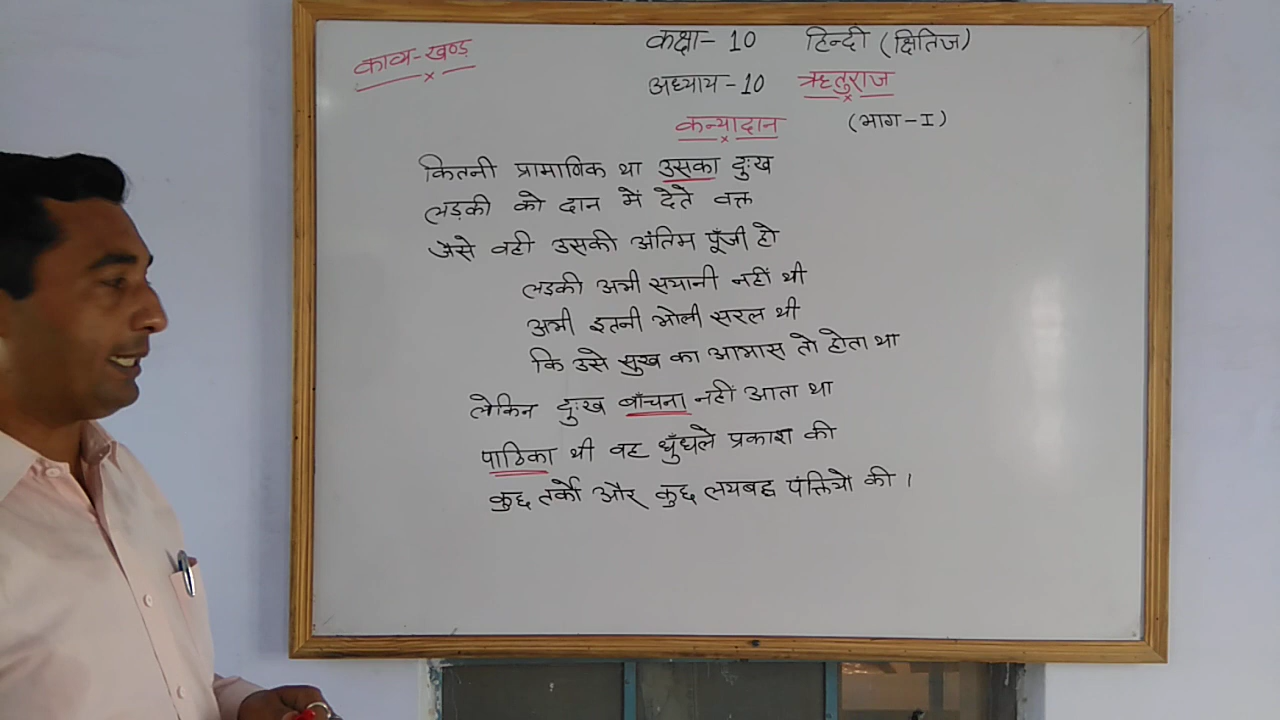 काव्य-खण्ड
कक्षा- 10 हिन्दी (क्षितिज)
अध्याय - 10 ऋतुराज
कन्यादान (भाग - I)
कितनी प्रामाणिक था उसका दुःख
लड़की को दान में देते वक्त
जैसे वही उसकी अंतिम पूँजी हो
लड़की अभी सयानी नहीं थी
अभी इतनी भोली सरल थी
कि उसे सुख का आभास तो होता था
लेकिन दुःख बाँचना नहीं आता था
पाठिका थी वह धुँधले प्रकाश की
कुछ तर्कों और कुछ लयबद्ध पंक्तियो की ।